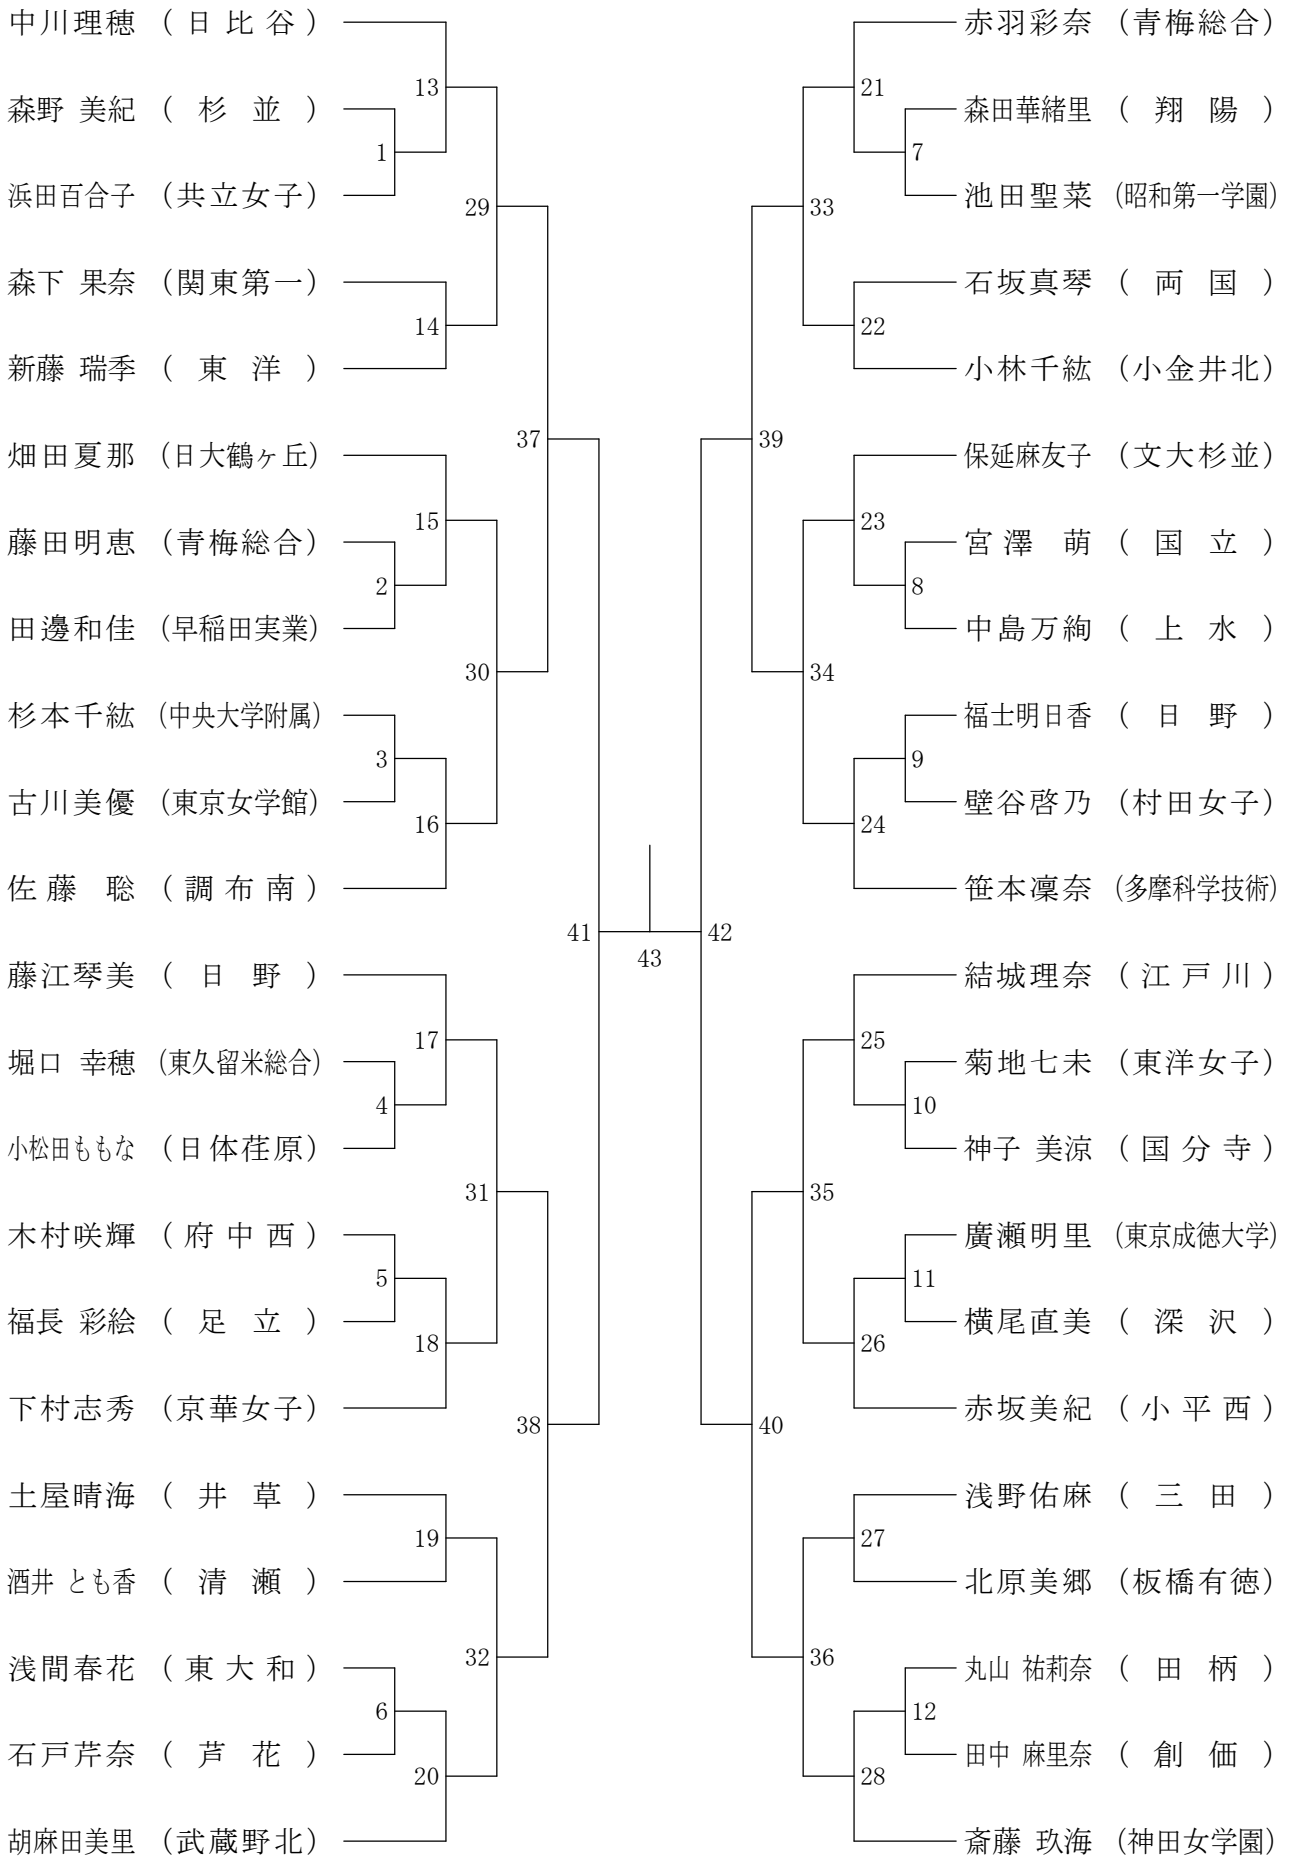 中川理穂 (日比谷)
13
森野 美紀 (杉並)
1
浜田百合子 (共立女子)
29
森下 果奈 (関東第一)
14
新藤 瑞季 (東洋)
37
畑田夏那 (日大鶴ヶ丘)
15
藤田明恵 (青梅総合)
2
田邊和佳 (早稲田実業)
30
杉本千紘 (中央大学附属)
3
古川美優 (東京女学館)
16
佐藤 聡 (調布南)
41
藤江琴美 (日野)
17
堀口 幸穂 (東久留米総合)
4
小松田ももな (日体荏原)
31
木村咲輝 (府中西)
5
福長 彩絵 (足立)
18
下村志秀 (京華女子)
38
土屋晴海 (井草)
19
酒井 とも香 (清瀬)
32
浅間春花 (東大和)
6
石戸芹奈 (芦花)
20
胡麻田美里 (武蔵野北)
43
赤羽彩奈 (青梅総合)
21
森田華緒里 (翔陽)
7
池田聖菜 (昭和第一学園)
33
石坂真琴 (両国)
22
小林千紘 (小金井北)
39
保延麻友子 (文大杉並)
23
宮澤 萌 (国立)
8
中島万絢 (上水)
34
福士明日香 (日野)
9
壁谷啓乃 (村田女子)
24
笹本凜奈 (多摩科学技術)
42
結城理奈 (江戸川)
25
菊地七未 (東洋女子)
10
神子 美涼 (国分寺)
35
廣瀬明里 (東京成徳大学)
11
横尾直美 (深沢)
26
赤坂美紀 (小平西)
40
浅野佑麻 (三田)
27
北原美郷 (板橋有徳)
36
丸山 祐莉奈 (田柄)
12
田中 麻里奈 (創価)
28
斎藤 玖海 (神田女学園)